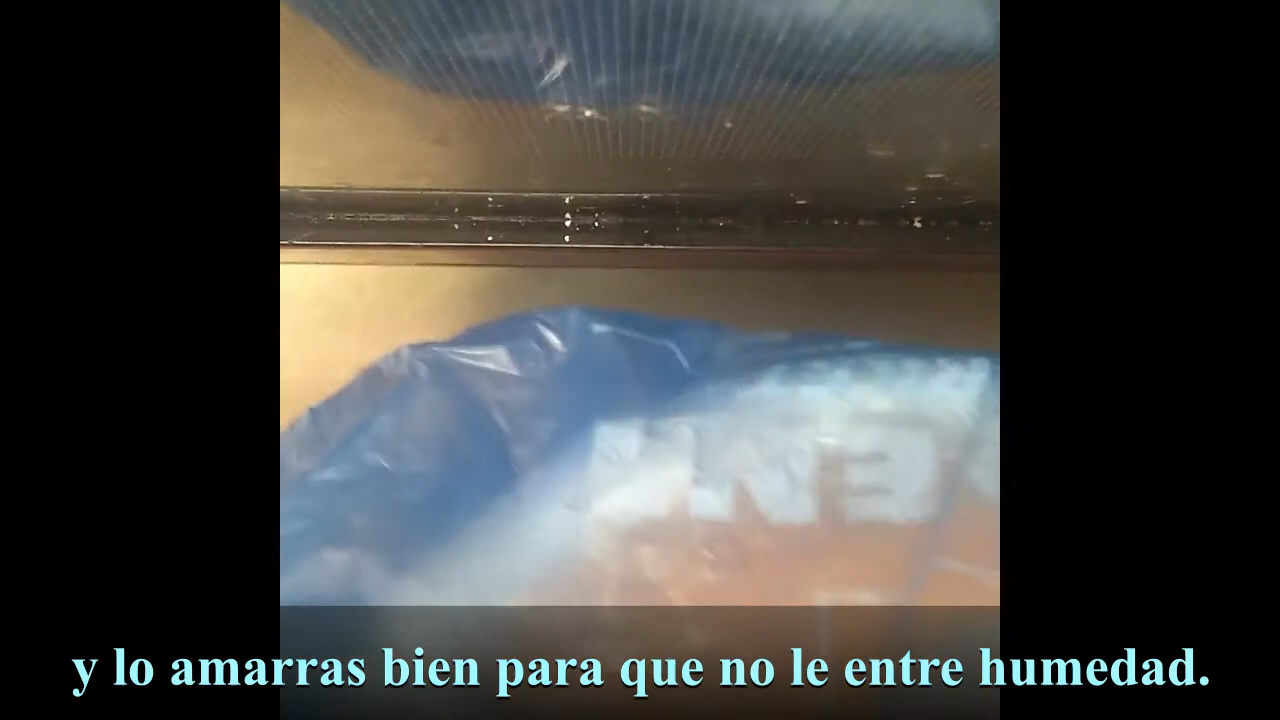 y lo amarras bien para que no le entre humedad.